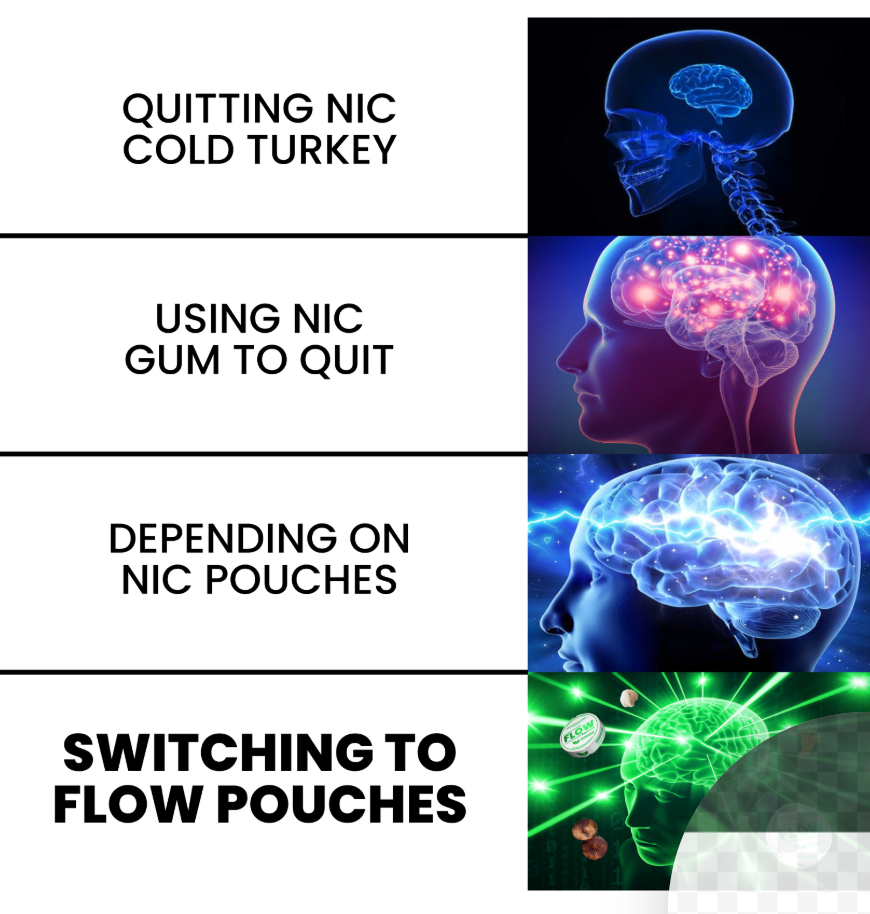 QUITTING NIC
COLD TURKEY
USING NIC
GUM TO QUIT
DEPENDING ON
NIC POUCHES
SWITCHING TO
FLOW POUCHES
FLOW